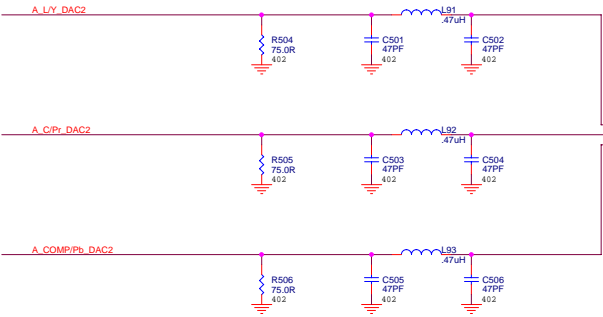 A_L/Y_DAC2
L91
.47uH
R504
75.0R
402
C501
47PF
402
C502
47PF
402
A_C/Pr_DAC2
L92
.47uH
R505
75.0R
402
C503
47PF
402
C504
47PF
402
A_COMP/Pb_DAC2
L93
.47uH
R506
75.0R
402
C505
47PF
402
C506
47PF
402